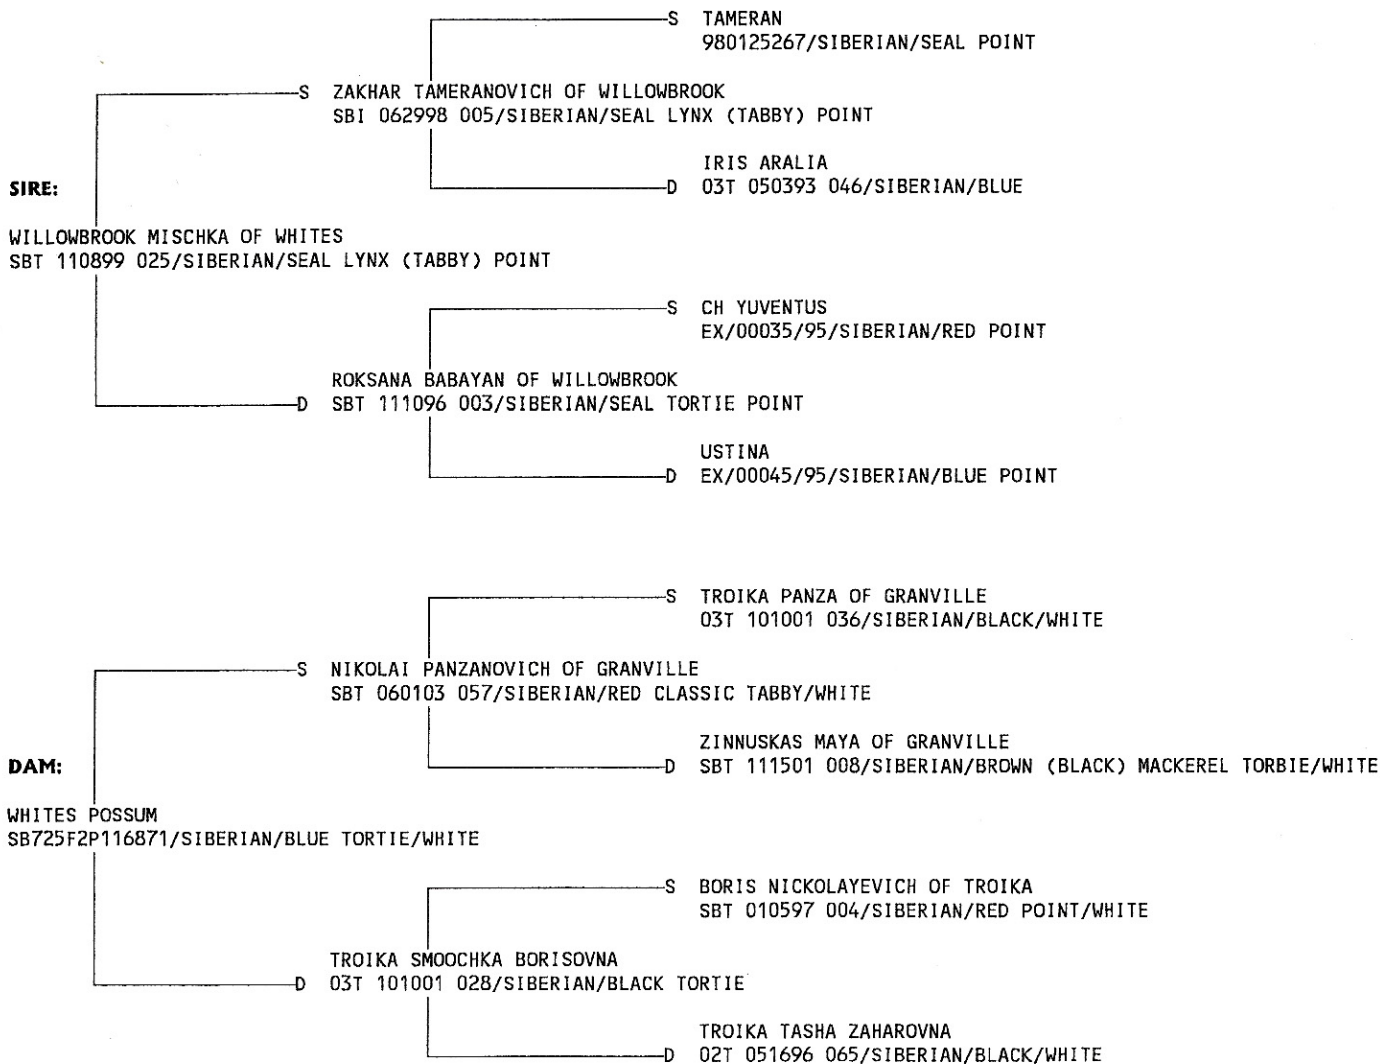 S TAMERAN
980125267/SIBERIAN/SEAL POINT
S ZAKHAR TAMERANOVICH OF WILLOWBROOK
SBI 062998 005/SIBERIAN/SEAL LYNX (TABBY) POINT
IRIS ARALIA
D 03T 050393 046/SIBERIAN/BLUE
SIRE:
WILLOWBROOK MISCHKA OF WHITES
SBT 110899 025/SIBERIAN/SEAL LYNX (TABBY) POINT
S CH YUVENTUS
EX/00035/95/SIBERIAN/RED POINT
ROKSANA BABAYAN OF WILLOWBROOK
D SBT 111096 003/SIBERIAN/SEAL TORTIE POINT
USTINA
D EX/00045/95/SIBERIAN/BLUE POINT
S TROIKA PANZA OF GRANVILLE
03T 101001 036/SIBERIAN/BLACK/WHITE
S NIKOLAI PANZANOVICH OF GRANVILLE
SBT 060103 057/SIBERIAN/RED CLASSIC TABBY/WHITE
ZINNUSKAS MAYA OF GRANVILLE
D SBT 111501 008/SIBERIAN/BROWN (BLACK) MACKEREL TORBIE/WHITE
DAM:
WHITES POSSUM
SB725F2P116871/SIBERIAN/BLUE TORTIE/WHITE
S BORIS NICKOLAYEVICH OF TROIKA
SBT 010597 004/SIBERIAN/RED POINT/WHITE
TROIKA SMOOCHKA BORISOVNA
D 03T 101001 028/SIBERIAN/BLACK TORTIE
TROIKA TASHA ZAHAROVNA
D 02T 051696 065/SIBERIAN/BLACK/WHITE